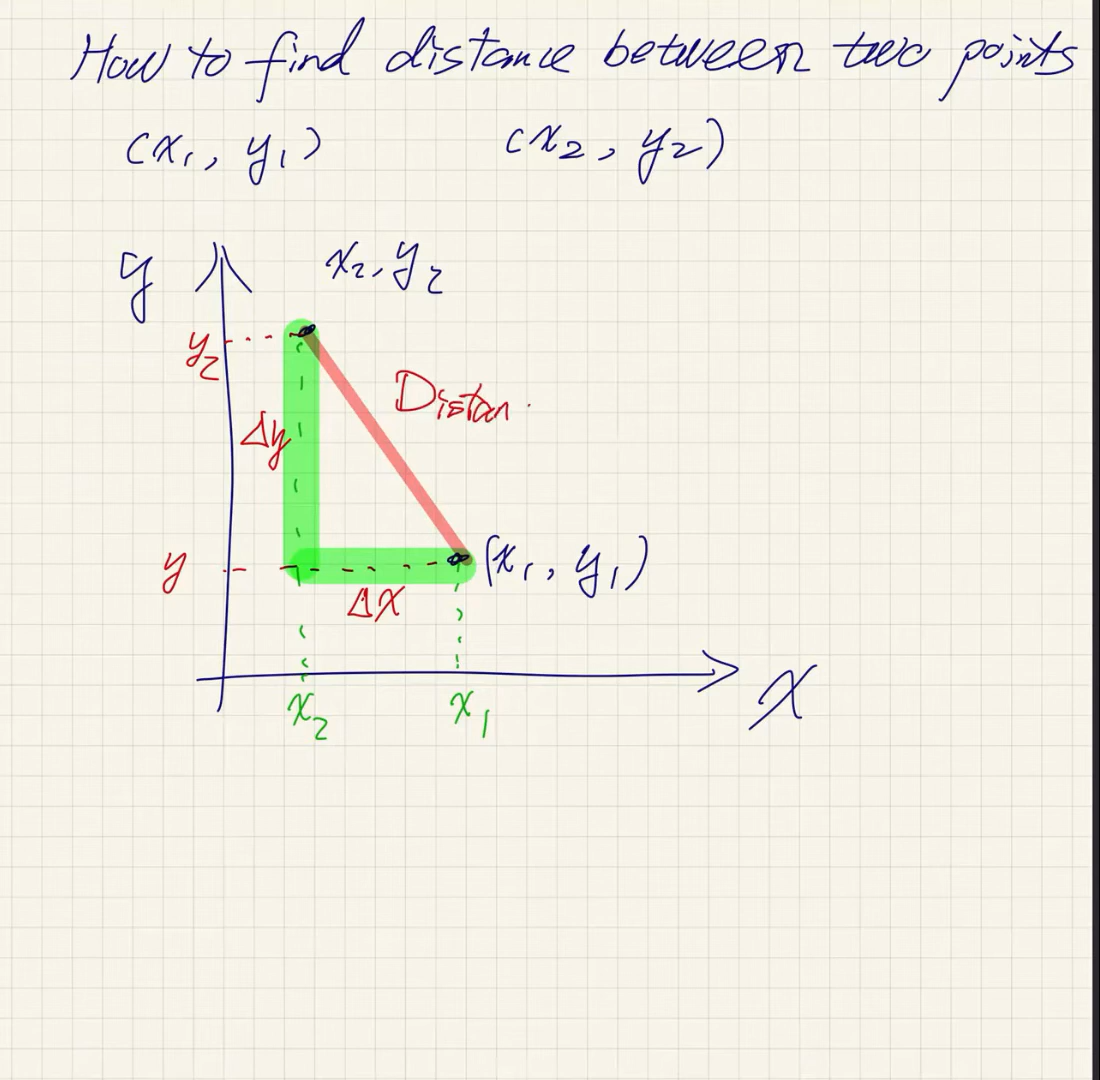 How to find distance between two points
(x₁, y₁) (x₂, y₂)
y
x₂, y₂
y₂
Distan
Δy
y
(x₁, y₁)
Δx
x
x₂ x₁